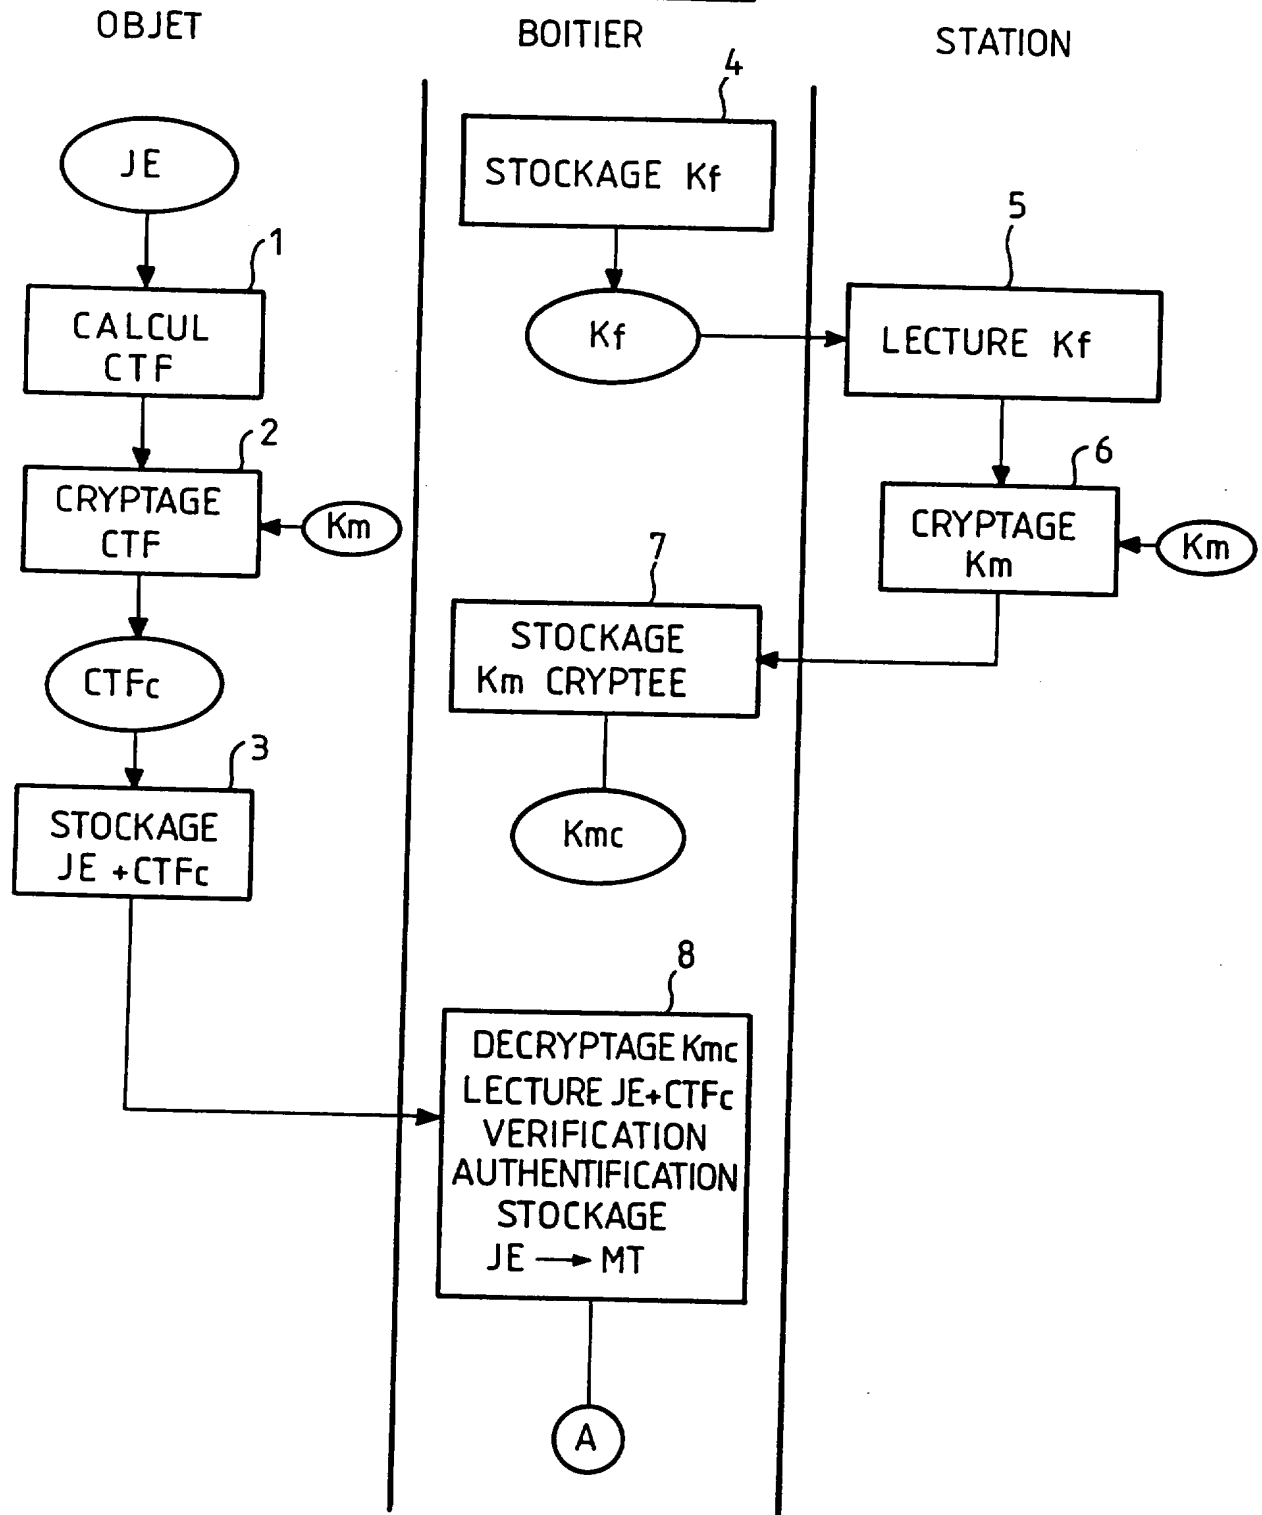 OBJET
BOITIER
STATION
JE
1
CALCUL
CTF
2
CRYPTAGE
CTF
Km
CTFc
3
STOCKAGE
JE + CTFc
4
STOCKAGE Kf
Kf
5
LECTURE Kf
6
CRYPTAGE
Km
Km
7
STOCKAGE
Km CRYPTEE
Kmc
8
DECRYPTAGE Kmc
LECTURE JE+CTFc
VERIFICATION
AUTHENTIFICATION
STOCKAGE
JE → MT
A